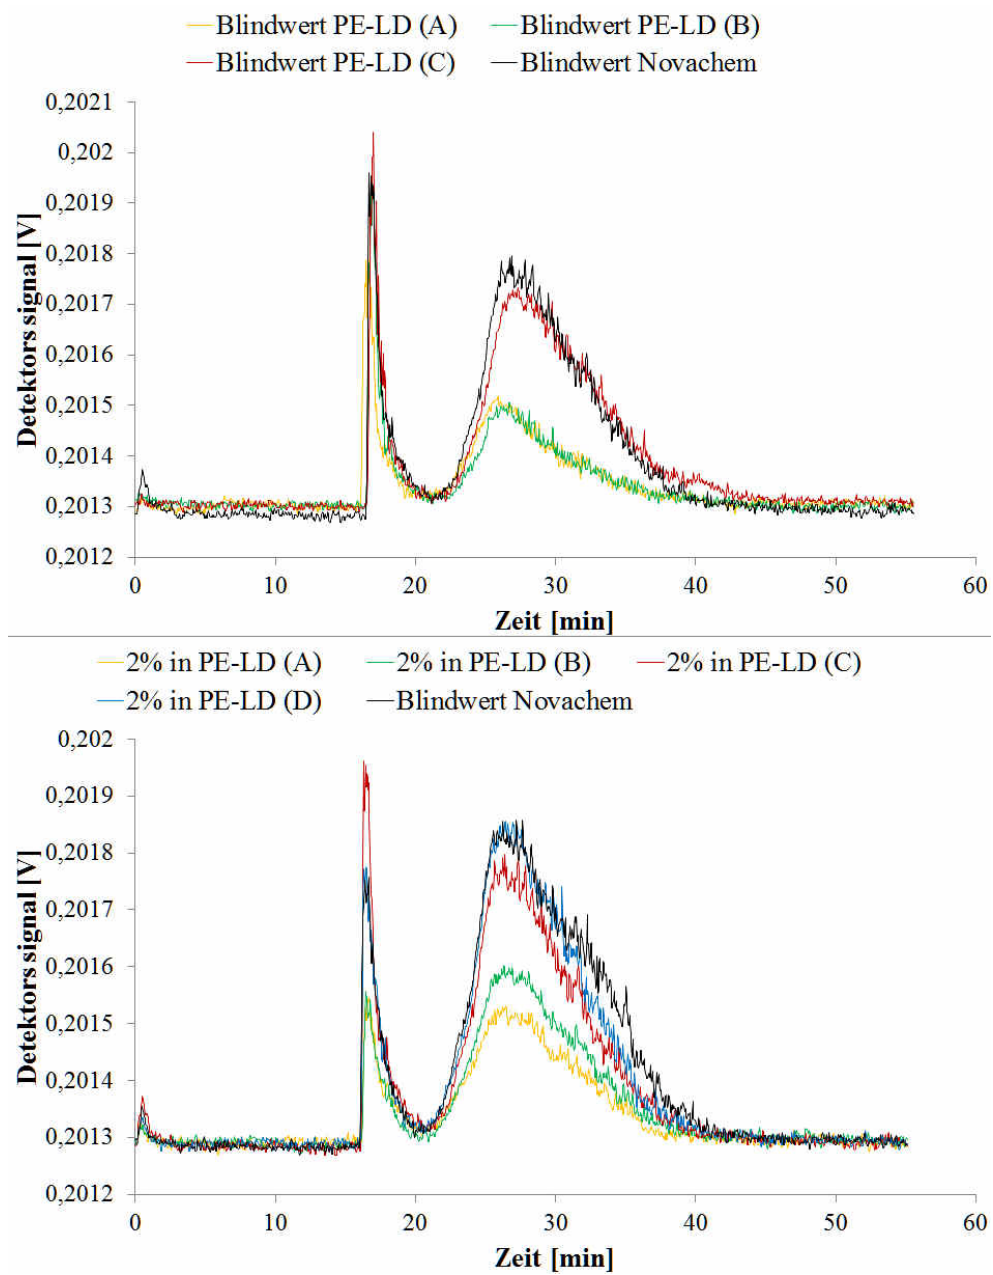 Blindwert PE-LD (A) Blindwert PE-LD (B)
Blindwert PE-LD (C) Blindwert Novachem
0,2021
0,202
0,2019
0,2018
0,2017
0,2016
0,2015
0,2014
0,2013
0,2012
Detektors signal [V]
0 10 20 30 40 50 60
Zeit [min]
2% in PE-LD (A) 2% in PE-LD (B) 2% in PE-LD (C)
2% in PE-LD (D) Blindwert Novachem
0,202
0,2019
0,2018
0,2017
0,2016
0,2015
0,2014
0,2013
0,2012
Detektors signal [V]
0 10 20 30 40 50 60
Zeit [min]